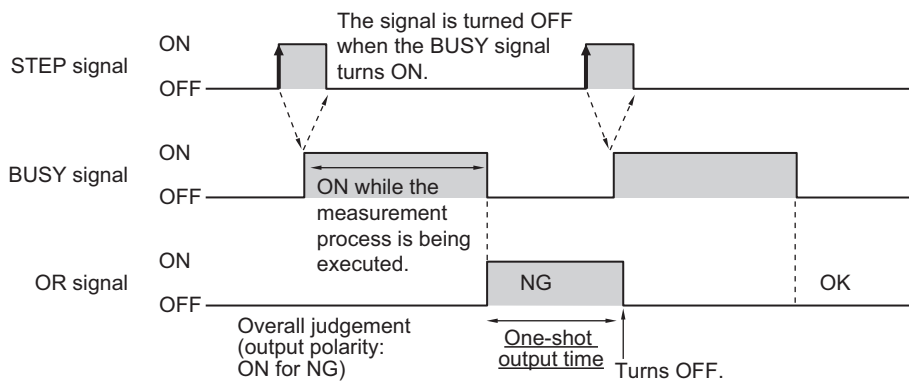 The signal is turned OFF
when the BUSY signal
turns ON.
STEP signal
ON
OFF
BUSY signal
ON
OFF
ON while the
measurement
process is being
executed.
OR signal
ON
OFF
NG
OK
Overall judgement
(output polarity:
ON for NG)
One-shot
output time
Turns OFF.